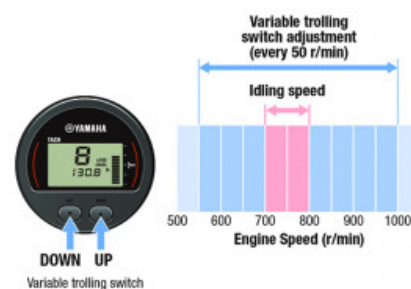 Variable trolling
switch adjustment
(every 50 r/min)
Idling speed
YAMAHA
TACH
8
130.8
500 600 700 800 900 1000
Engine Speed (r/min)
DOWN UP
Variable trolling switch